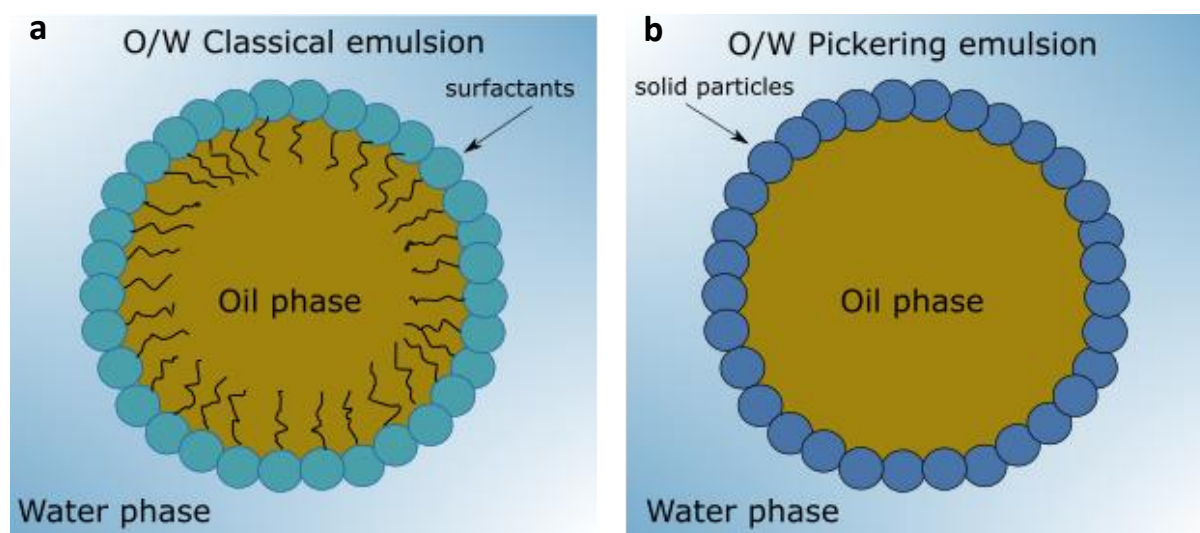 a
O/W Classical emulsion
surfactants
Oil phase
Water phase
b
O/W Pickering emulsion
solid particles
Oil phase
Water phase